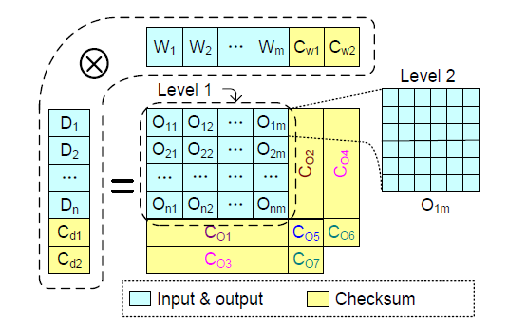 W1 W2 ... Wm Cw1 Cw2
⊗
Level 1
Level 2
D1
D2
...
Dn
Cd1
Cd2
=
O11 O12 ... O1m
O21 O22 ... O2m
... ... ... ...
On1 On2 ... Onm
CO2
CO4
CO1 CO5 CO6
CO3 CO7
O1m
Input & output Checksum